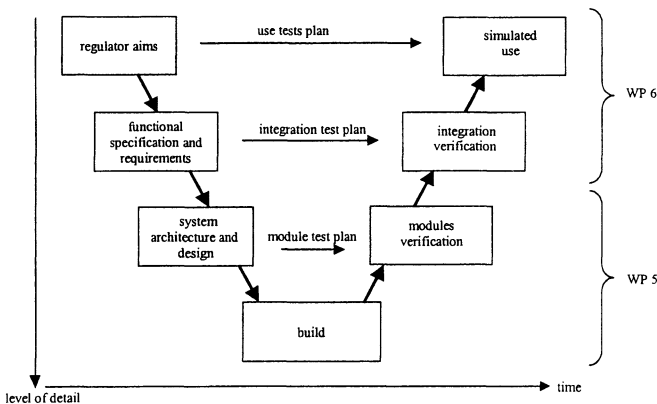 regulator aims
use tests plan
simulated
use
WP 6
functional
specification and
requirements
integration test plan
integration
verification
system
architecture and
design
module test plan
modules
verification
WP 5
build
time
level of detail